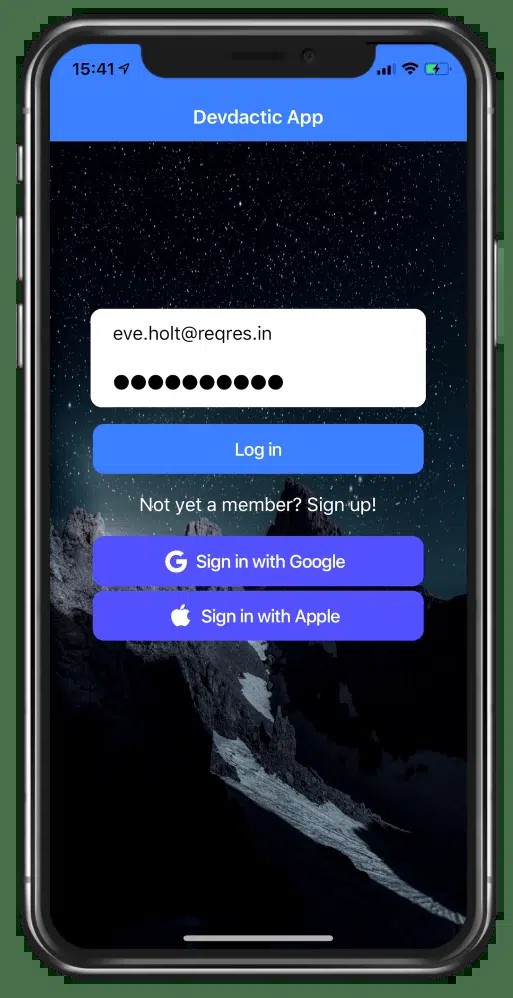 15:41
Devdactic App
eve.holt@reqres.in
●●●●●●●●●●
Log in
Not yet a member? Sign up!
Sign in with Google
Sign in with Apple